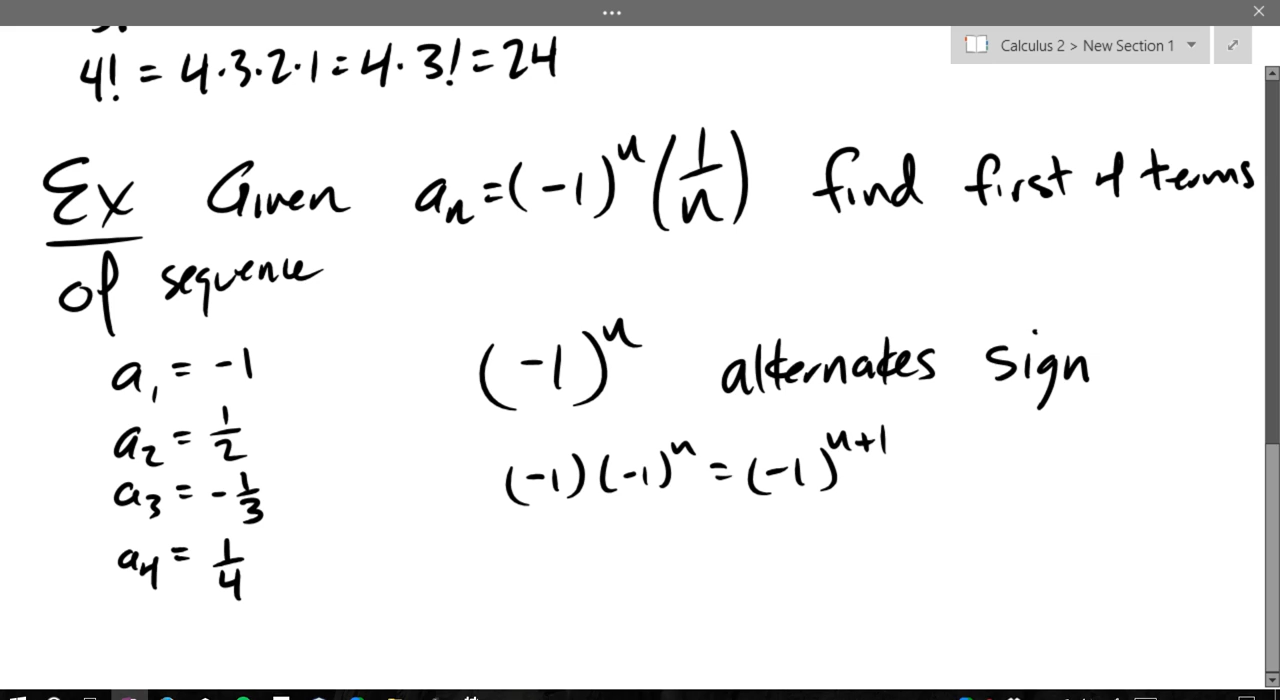 Calculus 2 > New Section 1
4! = 4·3·2·1 = 4·3! = 24
Ex Given aₙ = (-1)ⁿ(1/n) find first 4 terms
of sequence
a₁ = -1
a₂ = 1/2
a₃ = -1/3
a₄ = 1/4
(-1)ⁿ alternates sign
(-1)(-1)ⁿ = (-1)ⁿ⁺¹